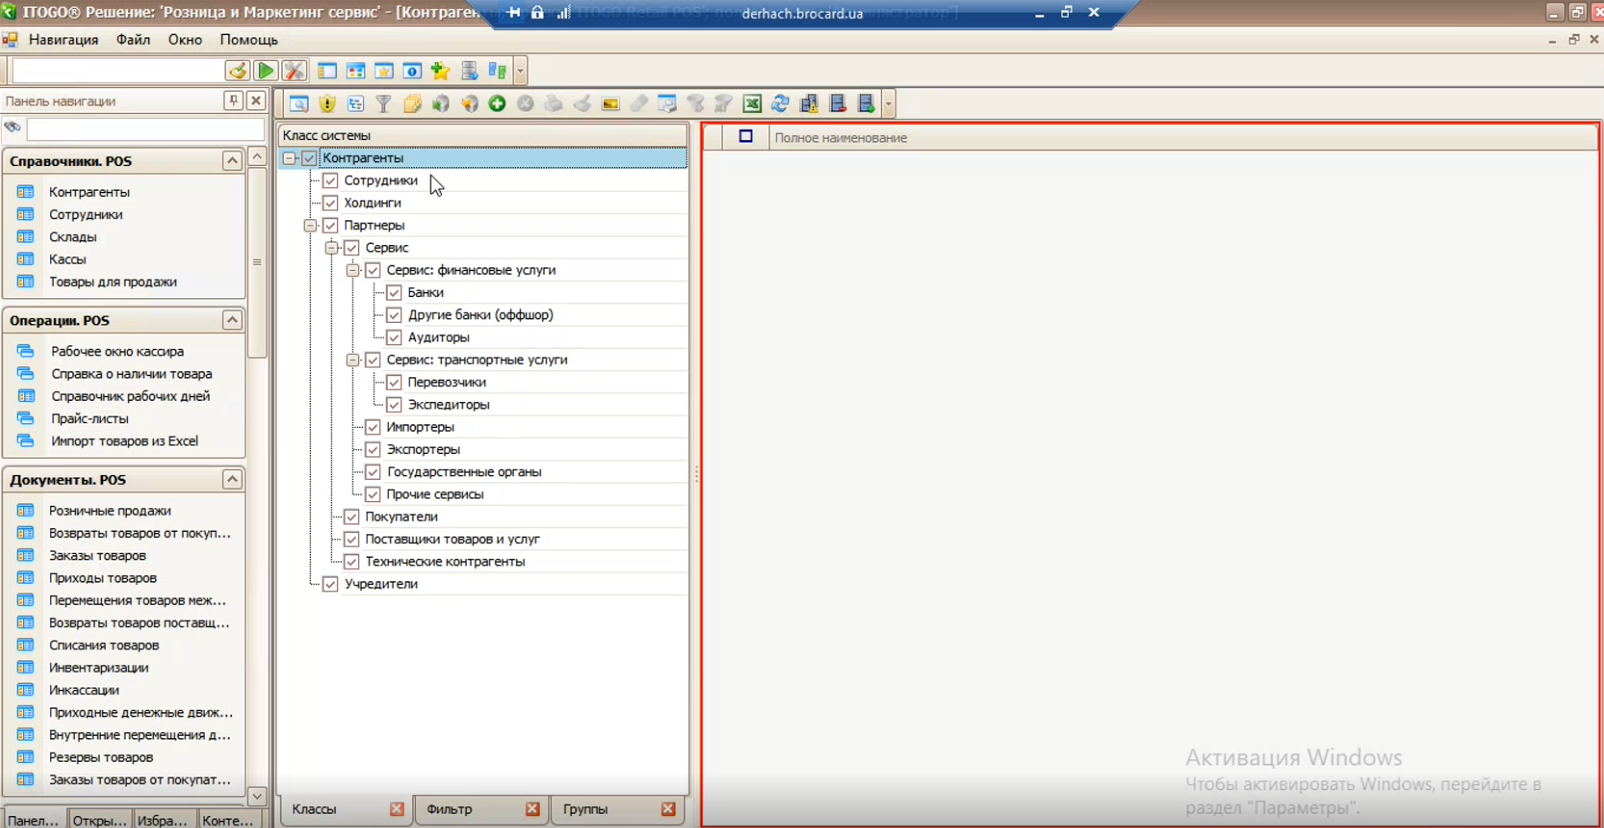 ITOGO® Решение: 'Розница и Маркетинг сервис' - [Контраген
derhach.brocard.ua
Навигация Файл Окно Помощь
Панель навигации
Справочники. POS
Контрагенты
Сотрудники
Склады
Кассы
Товары для продажи
Операции. POS
Рабочее окно кассира
Справка о наличии товара
Справочник рабочих дней
Прайс-листы
Импорт товаров из Excel
Документы. POS
Розничные продажи
Возвраты товаров от покуп...
Заказы товаров
Приходы товаров
Перемещения товаров меж...
Возвраты товаров поставщ...
Списания товаров
Инвентаризации
Инкассации
Приходные денежные движ...
Внутренние перемещения д...
Резервы товаров
Заказы товаров от покупат...
Панел... Откры... Избра... Конте...
Класс системы
Контрагенты
Сотрудники
Холдинги
Партнеры
Сервис
Сервис: финансовые услуги
Банки
Другие банки (оффшор)
Аудиторы
Сервис: транспортные услуги
Перевозчики
Экспедиторы
Импортеры
Экспортеры
Государственные органы
Прочие сервисы
Покупатели
Поставщики товаров и услуг
Технические контрагенты
Учредители
Классы Фильтр Группы
Полное наименование
Активация Windows
Чтобы активировать Windows, перейдите в
раздел "Параметры".